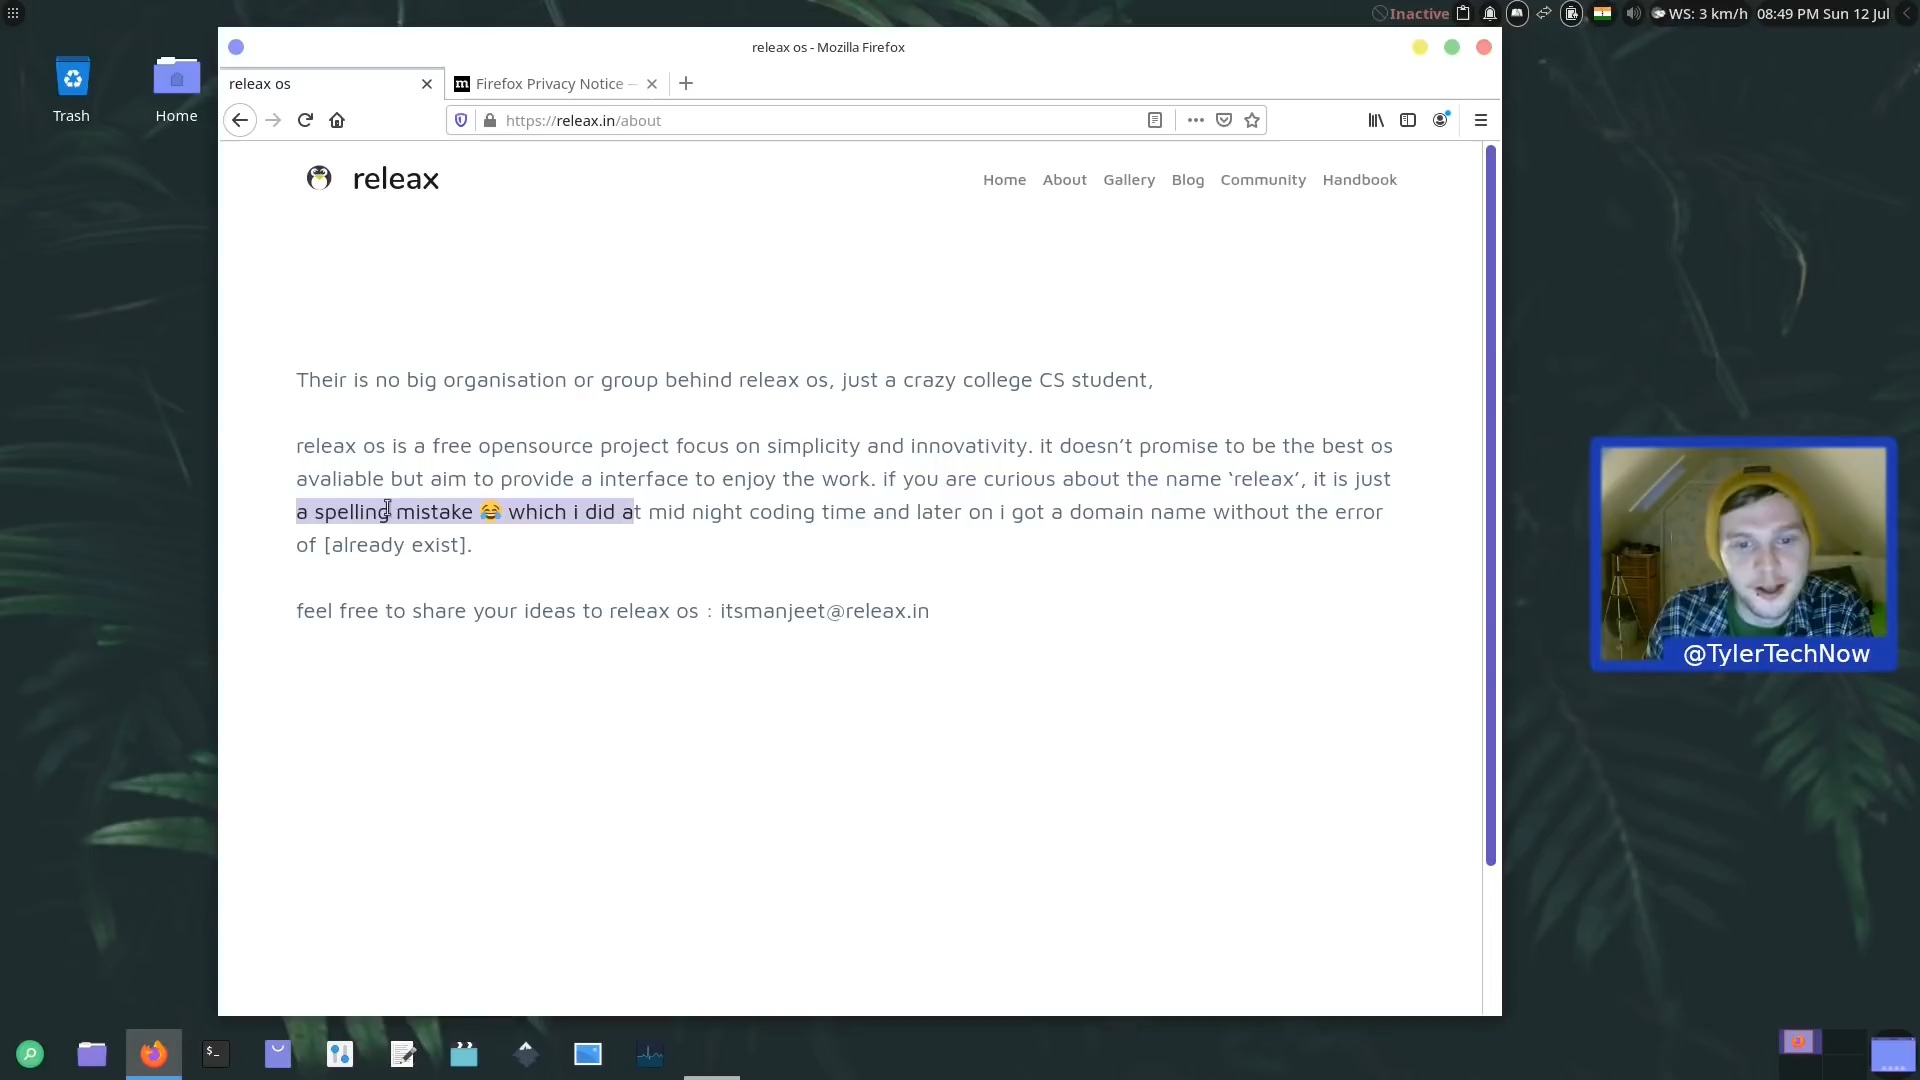 Inactive
WS: 3 km/h 08:49 PM Sun 12 Jul
Trash
Home
releax os - Mozilla Firefox
releax os
Firefox Privacy Notice —
https://releax.in/about
releax
Home About Gallery Blog Community Handbook
Their is no big organisation or group behind releax os, just a crazy college CS student,
releax os is a free opensource project focus on simplicity and innovativity. it doesn’t promise to be the best os
avaliable but aim to provide a interface to enjoy the work. if you are curious about the name ‘releax’, it is just
a spelling mistake 😂 which i did at mid night coding time and later on i got a domain name without the error
of [already exist].
feel free to share your ideas to releax os : itsmanjeet@releax.in
@TylerTechNow